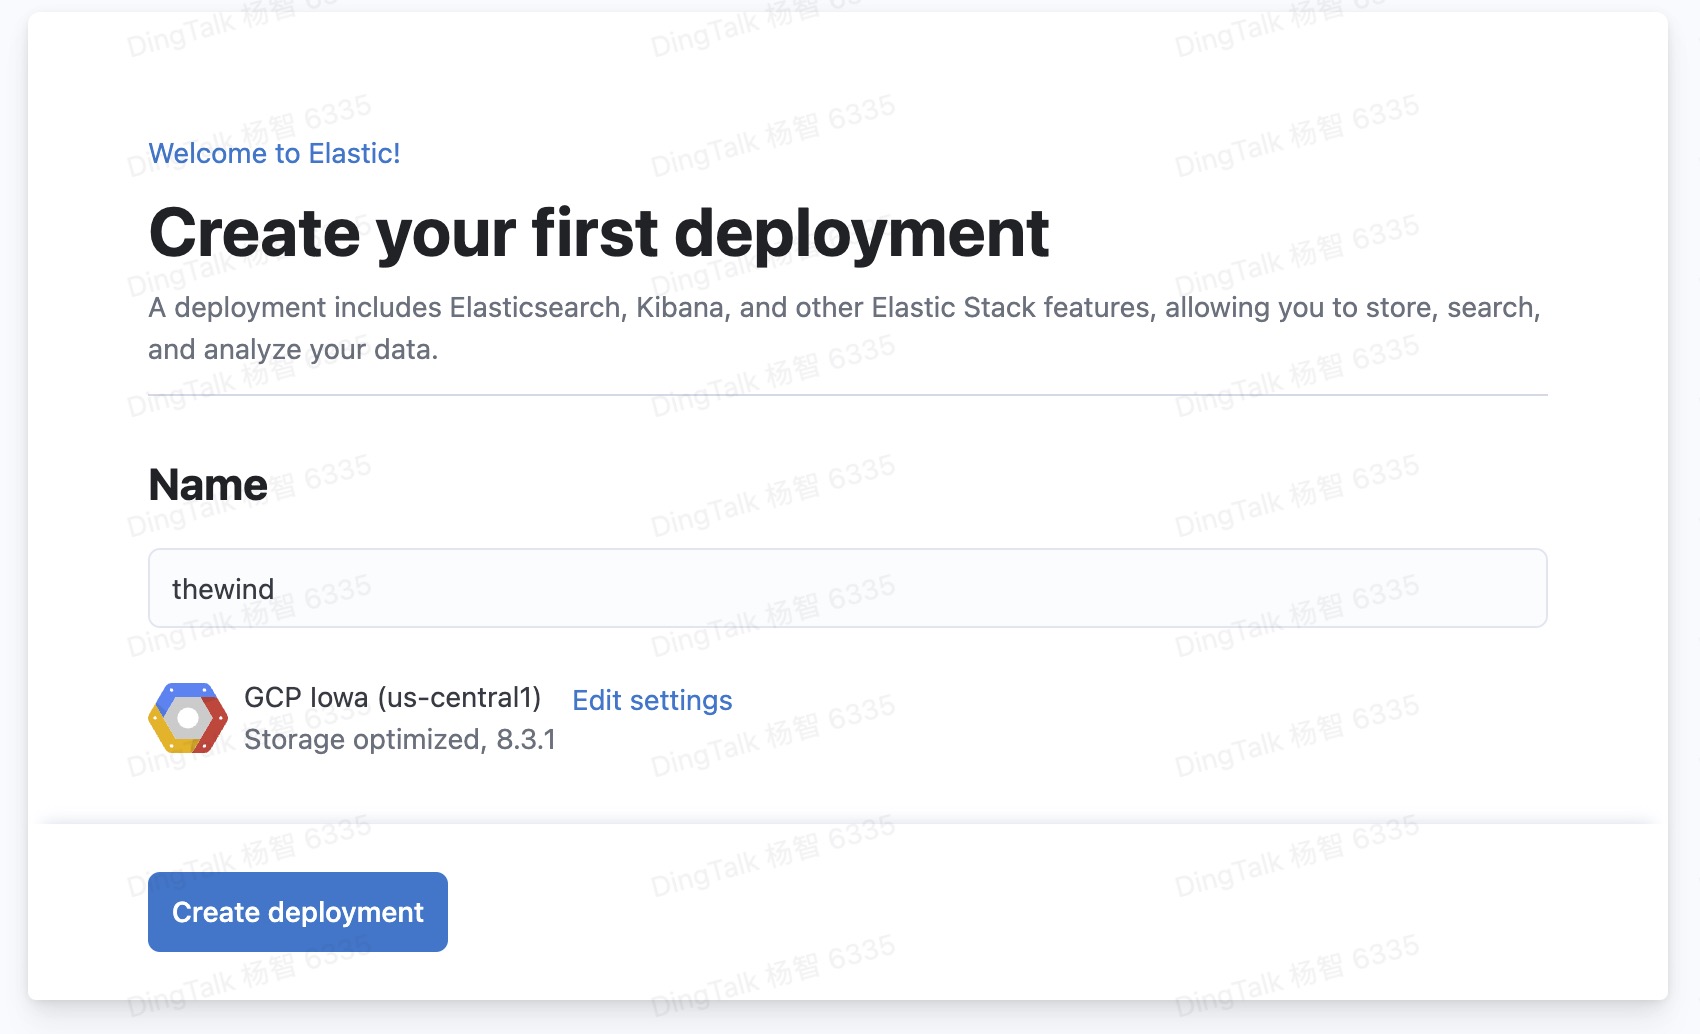 Welcome to Elastic!
Create your first deployment
A deployment includes Elasticsearch, Kibana, and other Elastic Stack features, allowing you to store, search,
and analyze your data.
Name
thewind
GCP Iowa (us-central1) Edit settings
Storage optimized, 8.3.1
Create deployment
DingTalk 杨智 6335